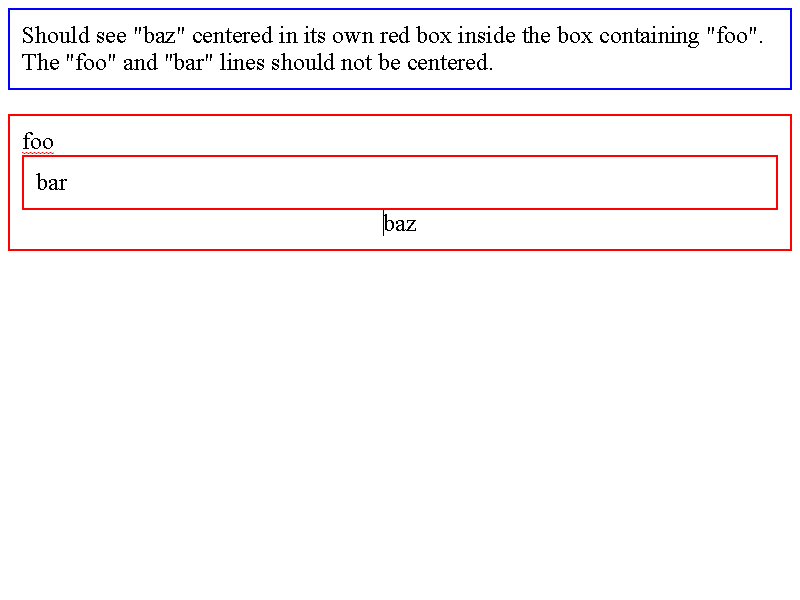 Should see "baz" centered in its own red box inside the box containing "foo".
The "foo" and "bar" lines should not be centered.
foo
bar
baz